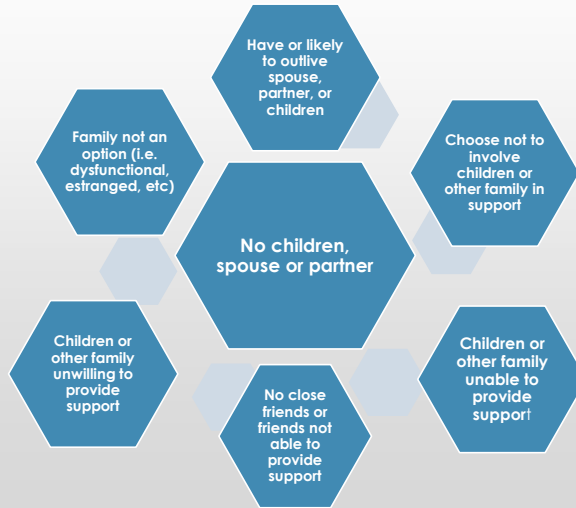 Have or likely
to outlive
spouse,
partner, or
children
Family not an
option (i.e.
dysfunctional,
estranged, etc)
Choose not to
involve
children or
other family in
support
No children,
spouse or partner
Children or
other family
unwilling to
provide
support
Children or
other family
unable to
provide
support
No close
friends or
friends not
able to
provide
support